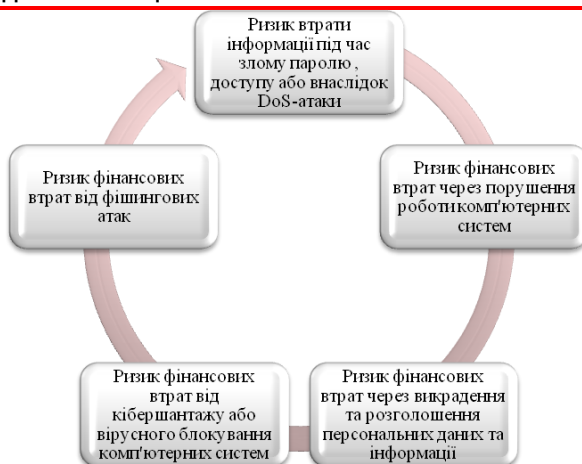 Ризик втрати
інформації під час
злому паролю ,
доступу або внаслідок
DoS-атаки
Ризик фінансових
втрат через порушення
роботи комп'ютерних
систем
Ризик фінансових
втрат через викрадення
та розголошення
персональних даних та
інформації
Ризик фінансових
втрат від
кібершантажу або
вірусного блокування
комп'ютерних систем
Ризик фінансових
втрат від фішингових
атак